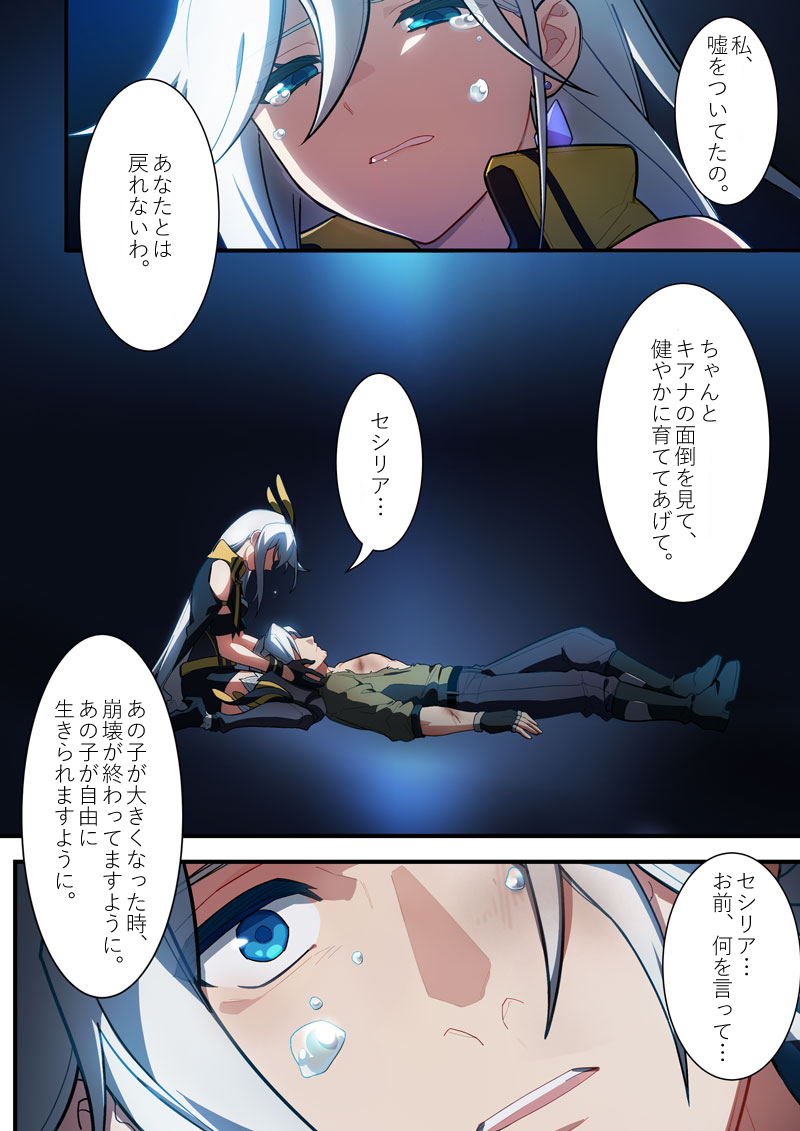 私、
嘘をついてたの。
あなたとは
戻れないわ。
ちゃんと
キアナの面倒を見て、
健やかに育ててあげて。
セシリア…
あの子が大きくなった時、
崩壊が終わってますように。
あの子が自由に
生きられますように。
セシリア…
お前、何を言って…